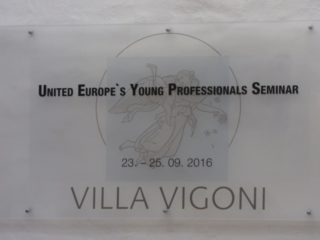 United Europe`s Young Professionals Seminar
23. – 25. 09. 2016
VILLA VIGONI